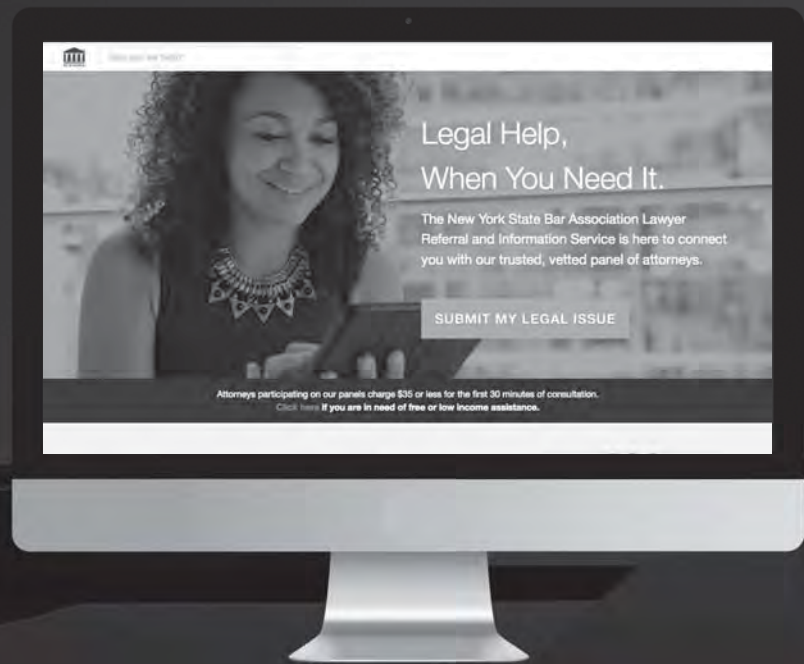 Legal Help,
When You Need It.
The New York State Bar Association Lawyer
Referral and Information Service is here to connect
you with our trusted, vetted panel of attorneys.
SUBMIT MY LEGAL ISSUE
Attorneys participating on our panels charge $35 or less for the first 30 minutes of consultation.
Click here if you are in need of free or low income assistance.